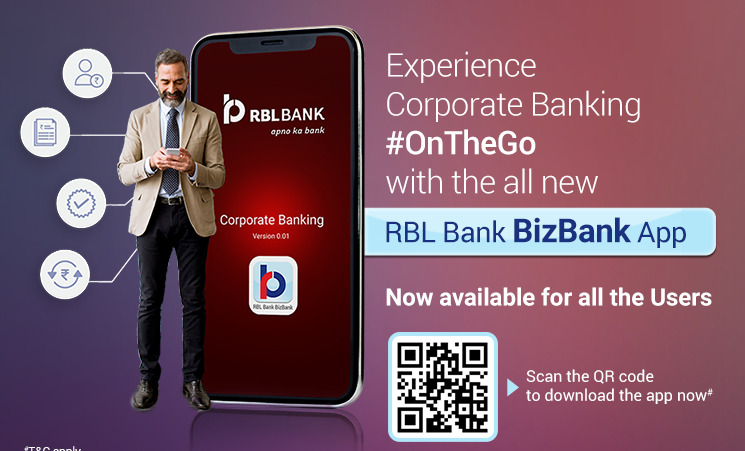 RBLBANK
apno ka bank
Corporate Banking
Version 0.01
RBL Bank BizBank
Experience
Corporate Banking
#OnTheGo
with the all new
RBL Bank BizBank App
Now available for all the Users
Scan the QR code
to download the app now#
#T&C apply